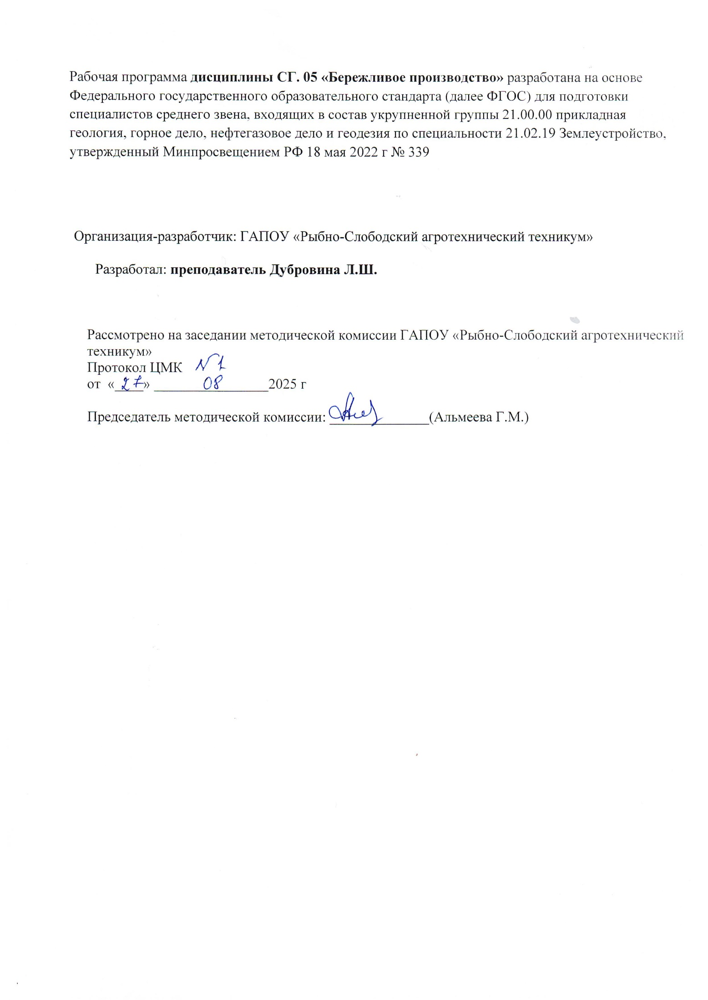 Рабочая программа дисциплины СГ. 05 «Бережливое производство» разработана на основе
Федерального государственного образовательного стандарта (далее ФГОС) для подготовки
специалистов среднего звена, входящих в состав укрупненной группы 21.00.00 прикладная
геология, горное дело, нефтегазовое дело и геодезия по специальности 21.02.19 Землеустройство,
утвержденный Минпросвещением РФ 18 мая 2022 г № 339
Организация-разработчик: ГАПОУ «Рыбно-Слободский агротехнический техникум»
Разработал: преподаватель Дубровина Л.Ш.
Рассмотрено на заседании методической комиссии ГАПОУ «Рыбно-Слободский агротехнический
техникум»
Протокол ЦМК N 1
от «27» 08 2025 г
Председатель методической комиссии: (Альмеева Г.М.)